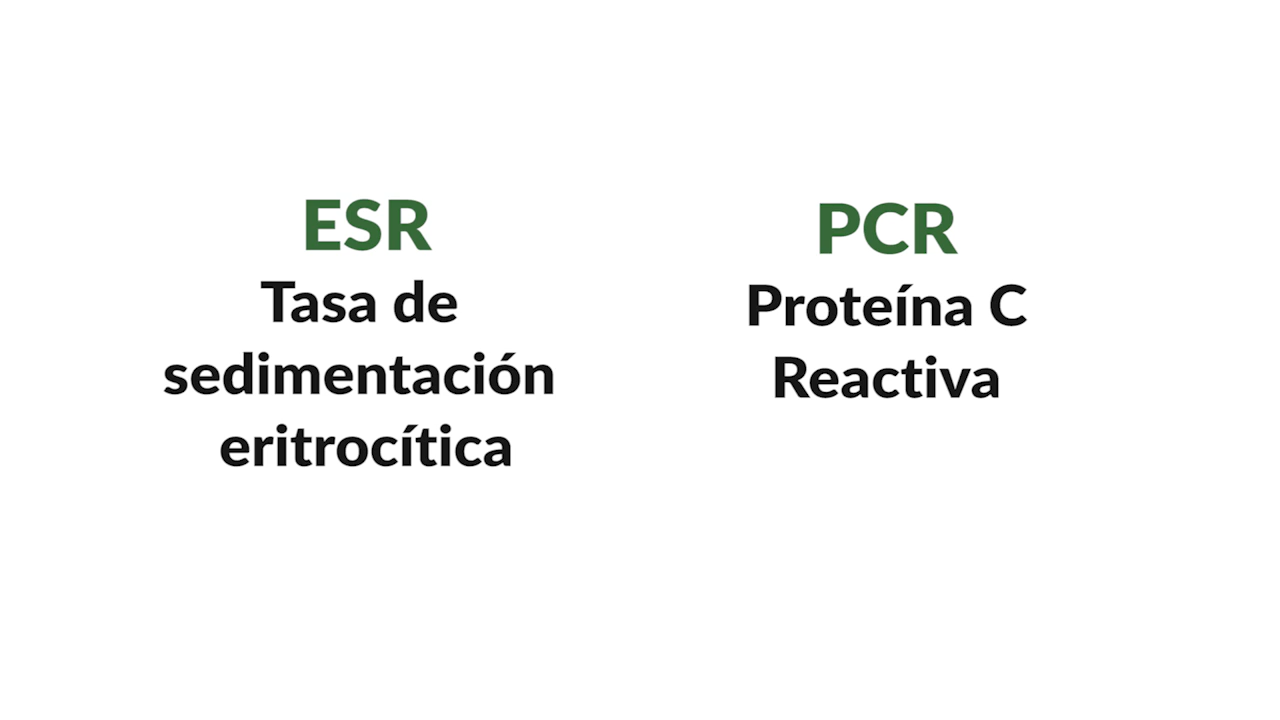 ESR
Tasa de
sedimentación
eritrocítica
PCR
Proteína C
Reactiva